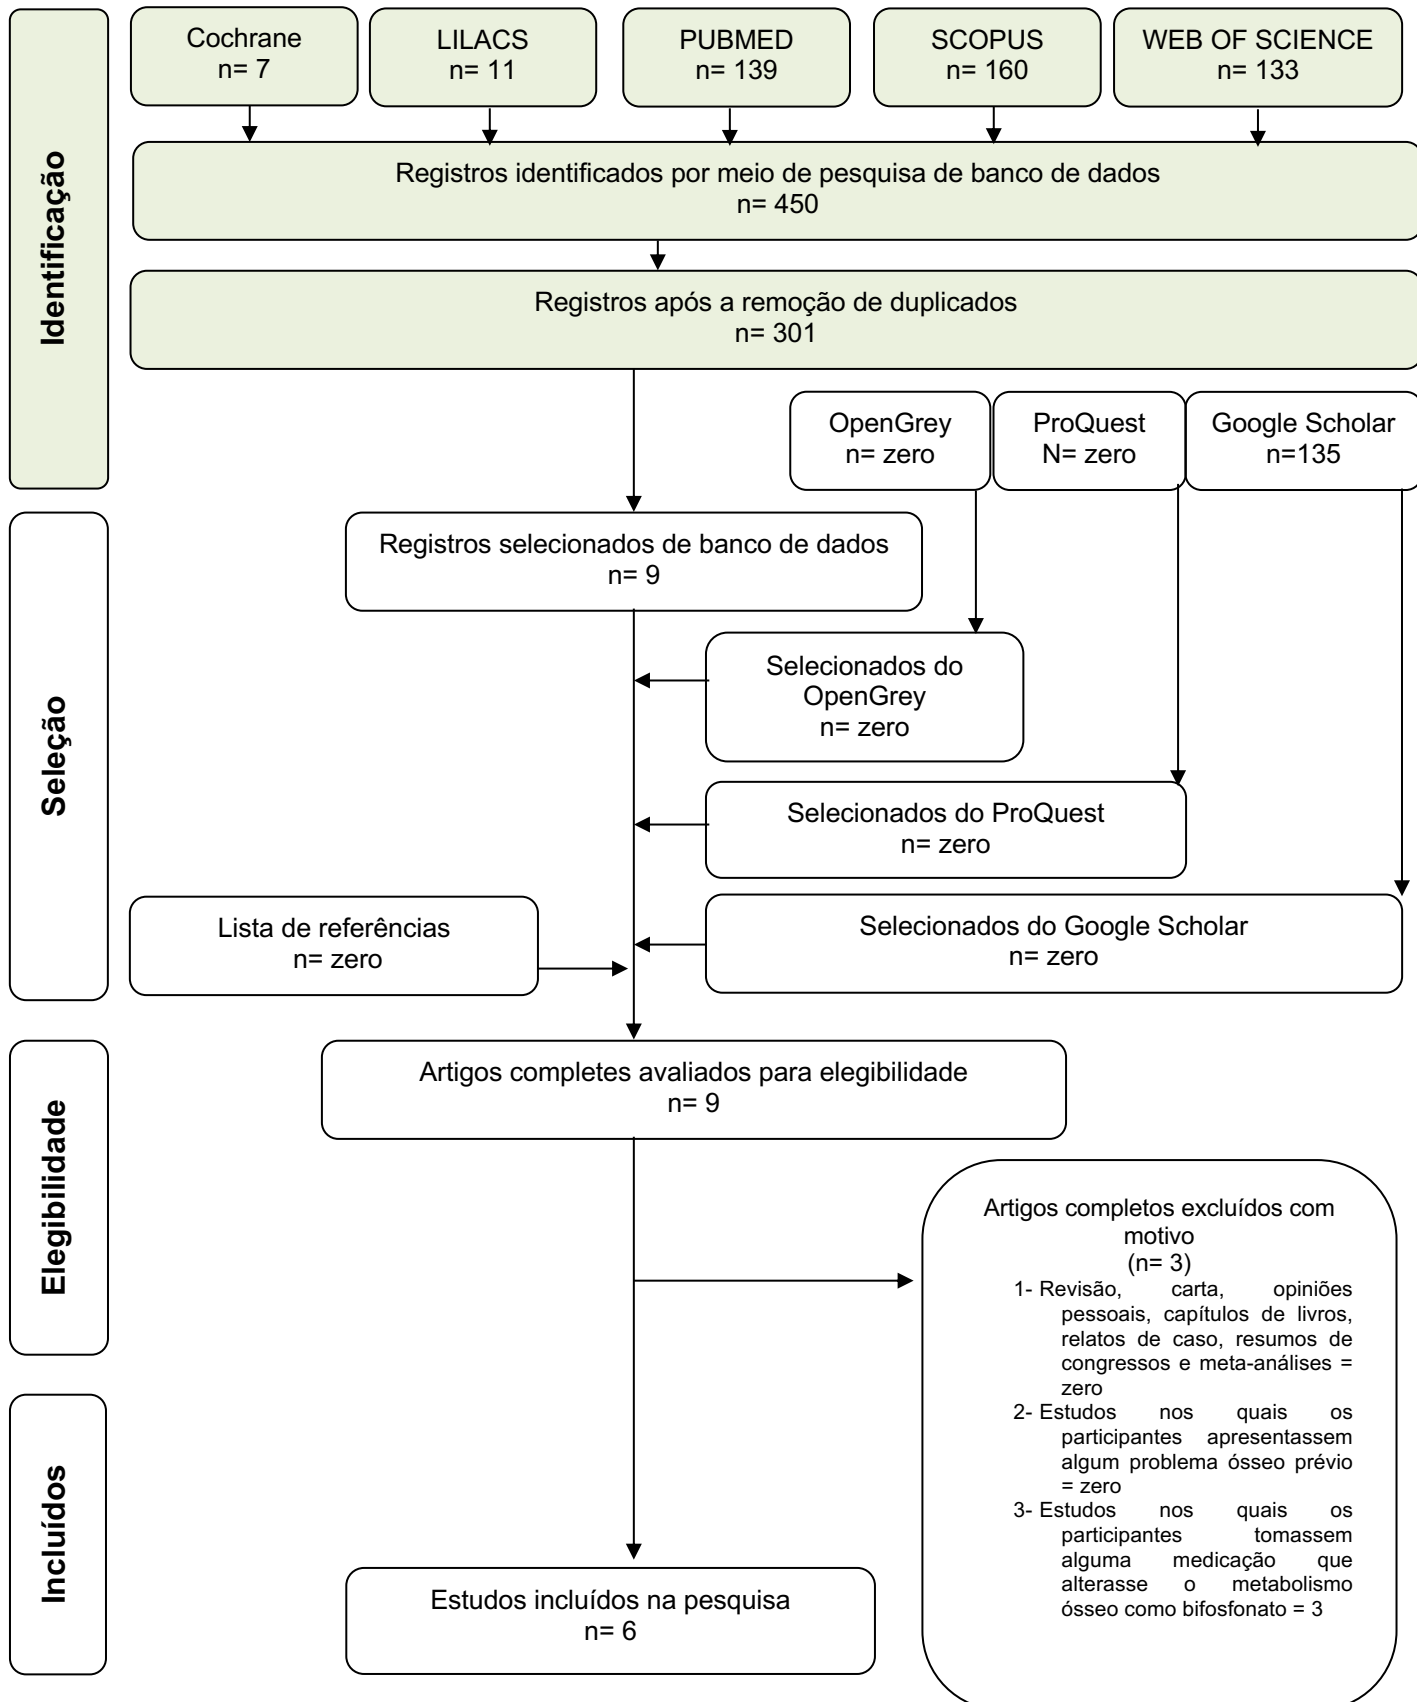 Cochrane
n= 7
LILACS
n= 11
PUBMED
n= 139
SCOPUS
n= 160
WEB OF SCIENCE
n= 133
Identificação
Registros identificados por meio de pesquisa de banco de dados
n= 450
Registros após a remoção de duplicados
n= 301
OpenGrey
n= zero
ProQuest
N= zero
Google Scholar
n=135
Seleção
Registros selecionados de banco de dados
n= 9
Selecionados do
OpenGrey
n= zero
Selecionados do ProQuest
n= zero
Lista de referências
n= zero
Selecionados do Google Scholar
n= zero
Elegibilidade
Artigos completes avaliados para elegibilidade
n= 9
Artigos completos excluídos com
motivo
(n= 3)
1- Revisão, carta, opiniões
pessoais, capítulos de livros,
relatos de caso, resumos de
congressos e meta-análises =
zero
2- Estudos nos quais os
participantes apresentassem
algum problema ósseo prévio
= zero
3- Estudos nos quais os
participantes tomassem
alguma medicação que
alterasse o metabolismo
ósseo como bifosfonato = 3
Incluídos
Estudos incluídos na pesquisa
n= 6